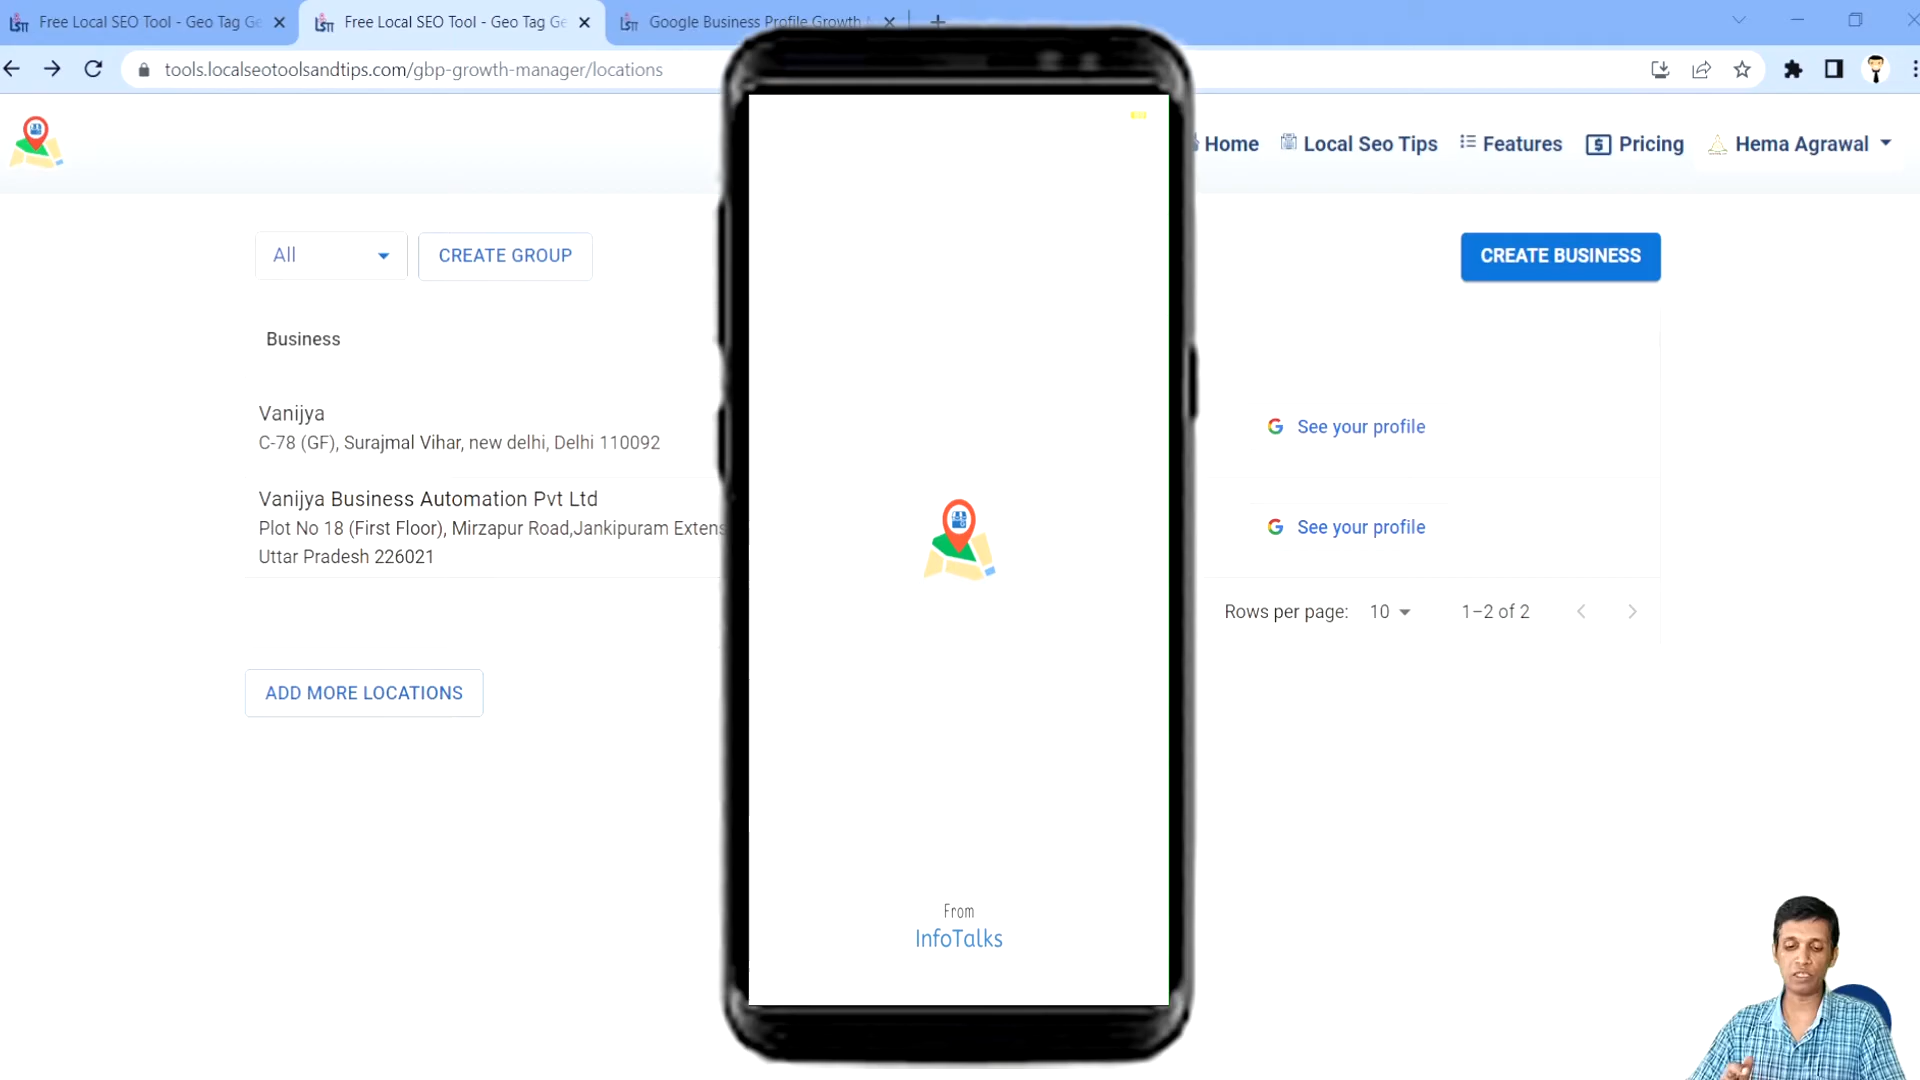 Free Local SEO Tool - Geo Tag Ge
Free Local SEO Tool - Geo Tag Ge
Google Business Profile Growth
tools.localseotoolsandtips.com/gbp-growth-manager/locations
Home
Local Seo Tips
Features
Pricing
Hema Agrawal
All
CREATE GROUP
CREATE BUSINESS
Business
Vanijya
C-78 (GF), Surajmal Vihar, new delhi, Delhi 110092
See your profile
Vanijya Business Automation Pvt Ltd
Plot No 18 (First Floor), Mirzapur Road,Jankipuram Extens
Uttar Pradesh 226021
See your profile
Rows per page: 10
1–2 of 2
ADD MORE LOCATIONS
From
InfoTalks